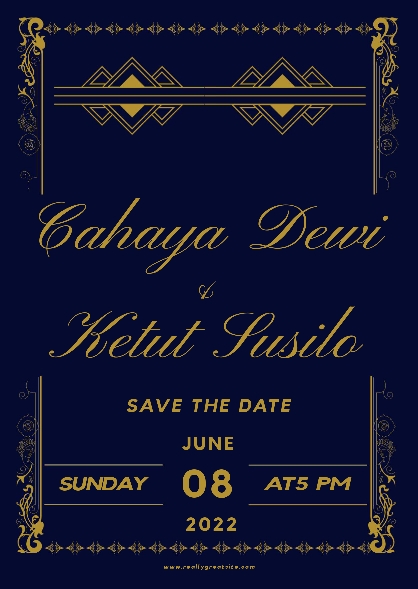 Cahaya Dewi
&
Ketut Susilo
SAVE THE DATE
JUNE
SUNDAY 08 AT5 PM
2022
www.reallygreatsite.com